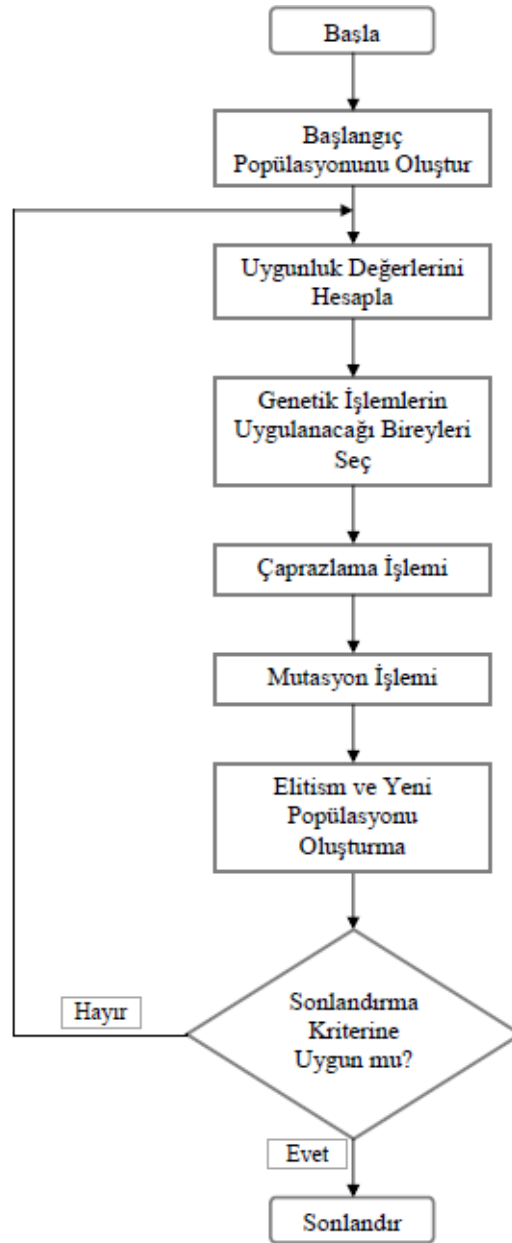 Başla
Başlangıç
Popülasyonunu Oluştur
Uygunluk Değerlerini
Hesapla
Genetik İşlemlerin
Uygulanacağı Bireyleri
Seç
Çaprazlama İşlemi
Mutasyon İşlemi
Elitism ve Yeni
Popülasyonu
Oluşturma
Sonlandırma
Kriterine
Uygun mu?
Hayır
Evet
Sonlandır